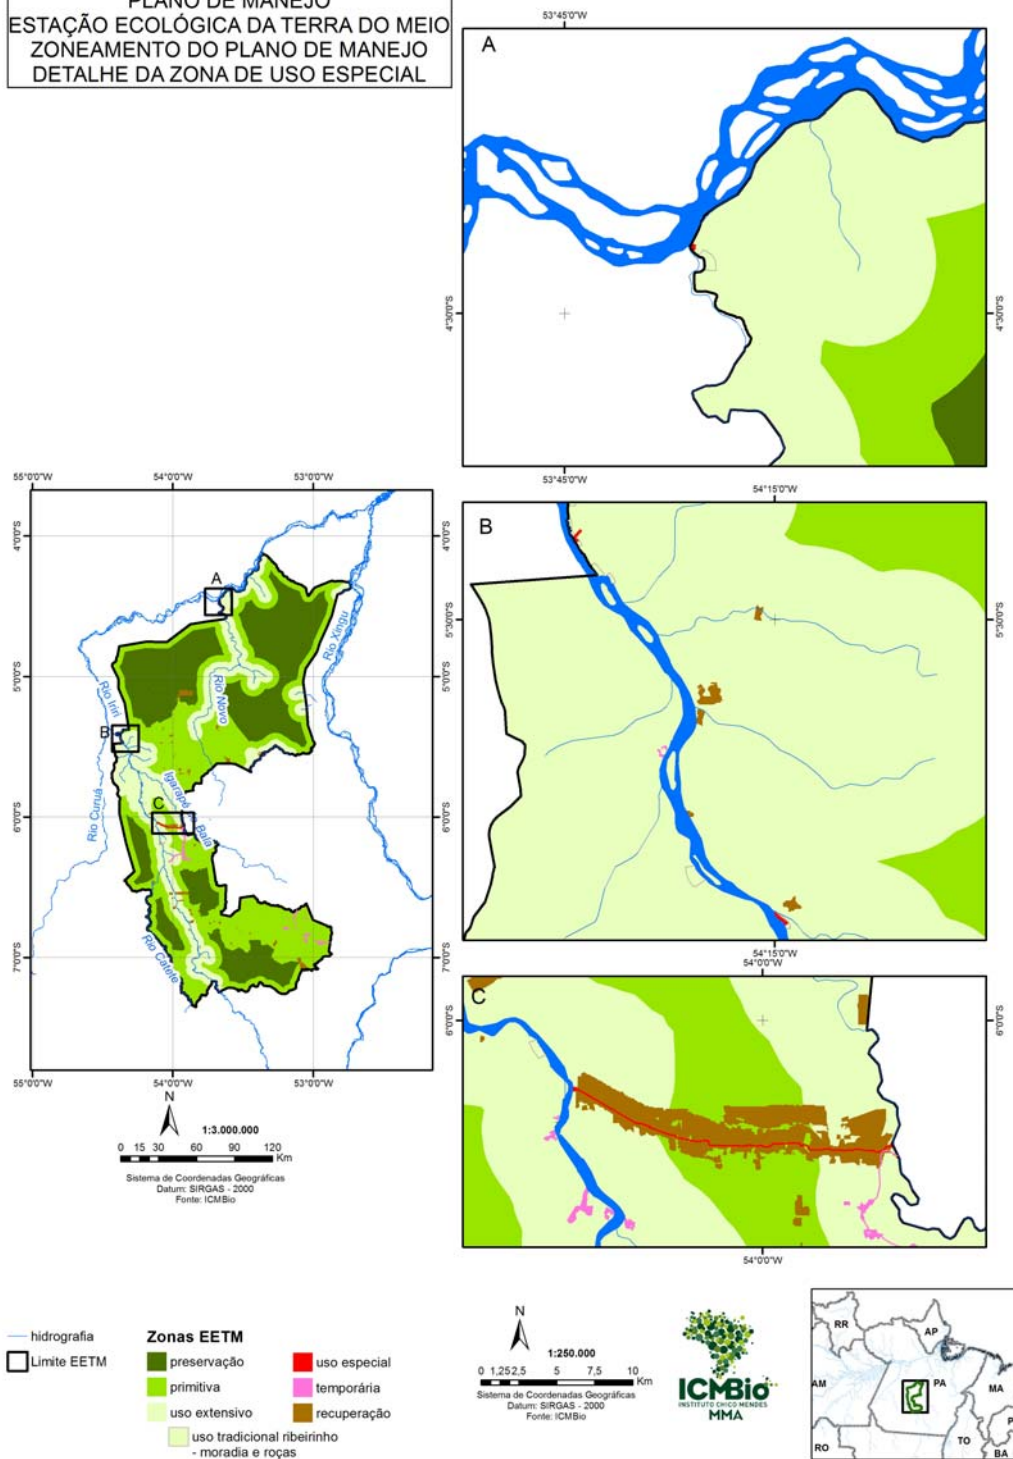 PLANO DE MANEJO
ESTAÇÃO ECOLÓGICA DA TERRA DO MEIO
ZONEAMENTO DO PLANO DE MANEJO
DETALHE DA ZONA DE USO ESPECIAL
53°45'0"W
A
4°30'0"S
4°30'0"S
53°45'0"W
54°15'0"W
B
5°30'0"S
5°30'0"S
54°15'0"W
54°0'0"W
C
6°0'0"S
6°0'0"S
54°0'0"W
55°0'0"W
54°0'0"W
53°0'0"W
4°0'0"S
4°0'0"S
5°0'0"S
5°0'0"S
6°0'0"S
6°0'0"S
7°0'0"S
7°0'0"S
A
B
C
Rio Iriri
Rio Novo
Rio Xingu
Rio Curuá
Igarapé
Bala
Rio Catete
55°0'0"W
54°0'0"W
53°0'0"W
N
1:3.000.000
0 15 30 60 90 120
Km
Sistema de Coordenadas Geográficas
Datum: SIRGAS - 2000
Fonte: ICMBio
hidrografia
Limite EETM
Zonas EETM
preservação
primitiva
uso extensivo
uso tradicional ribeirinho
- moradia e roças
uso especial
temporária
recuperação
N
1:250.000
0 1,25 2,5 5 7,5 10
Km
Sistema de Coordenadas Geográficas
Datum: SIRGAS - 2000
Fonte: ICMBio
ICMBio
INSTITUTO CHICO MENDES
MMA
RR
AP
AM
PA
MA
P
TO
RO
BA